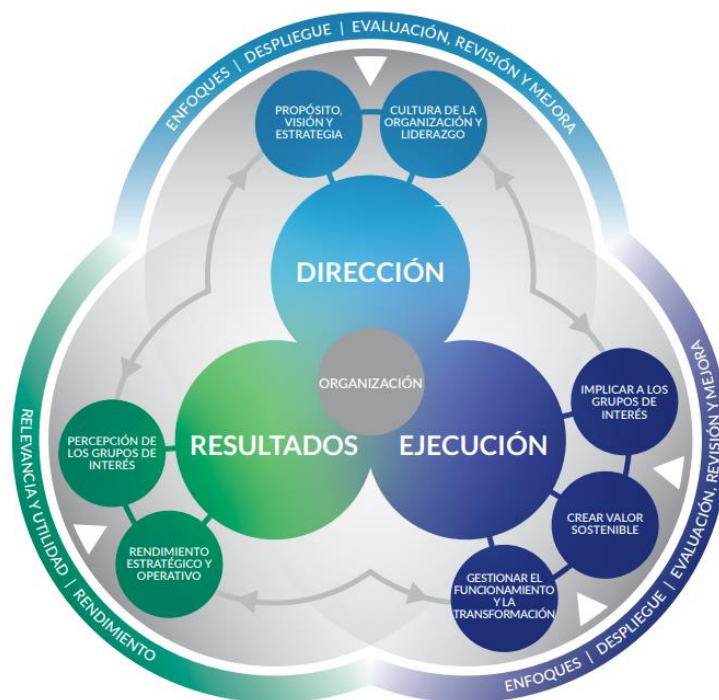 ENFOQUES | DESPLIEGUE | EVALUACIÓN, REVISIÓN Y MEJORA
PROPÓSITO,
VISIÓN Y
ESTRATEGIA
CULTURA DE LA
ORGANIZACIÓN Y
LIDERAZGO
DIRECCIÓN
ORGANIZACIÓN
RESULTADOS
EJECUCIÓN
IMPLICAR A LOS
GRUPOS DE
INTERÉS
CREAR VALOR
SOSTENIBLE
GESTIONAR EL
FUNCIONAMIENTO
Y LA
TRANSFORMACIÓN
ENFOQUES | DESPLIEGUE | EVALUACIÓN, REVISIÓN Y MEJORA
PERCEPCIÓN DE
LOS GRUPOS DE
INTERÉS
RENDIMIENTO
ESTRATÉGICO Y
OPERATIVO
RELEVANCIA Y UTILIDAD | RENDIMIENTO